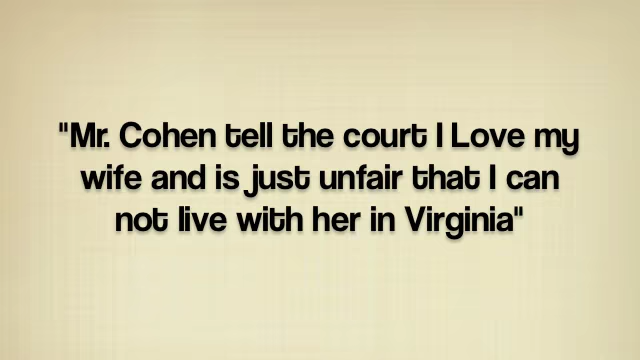 "Mr. Cohen tell the court I Love my
wife and is just unfair that I can
not live with her in Virginia"